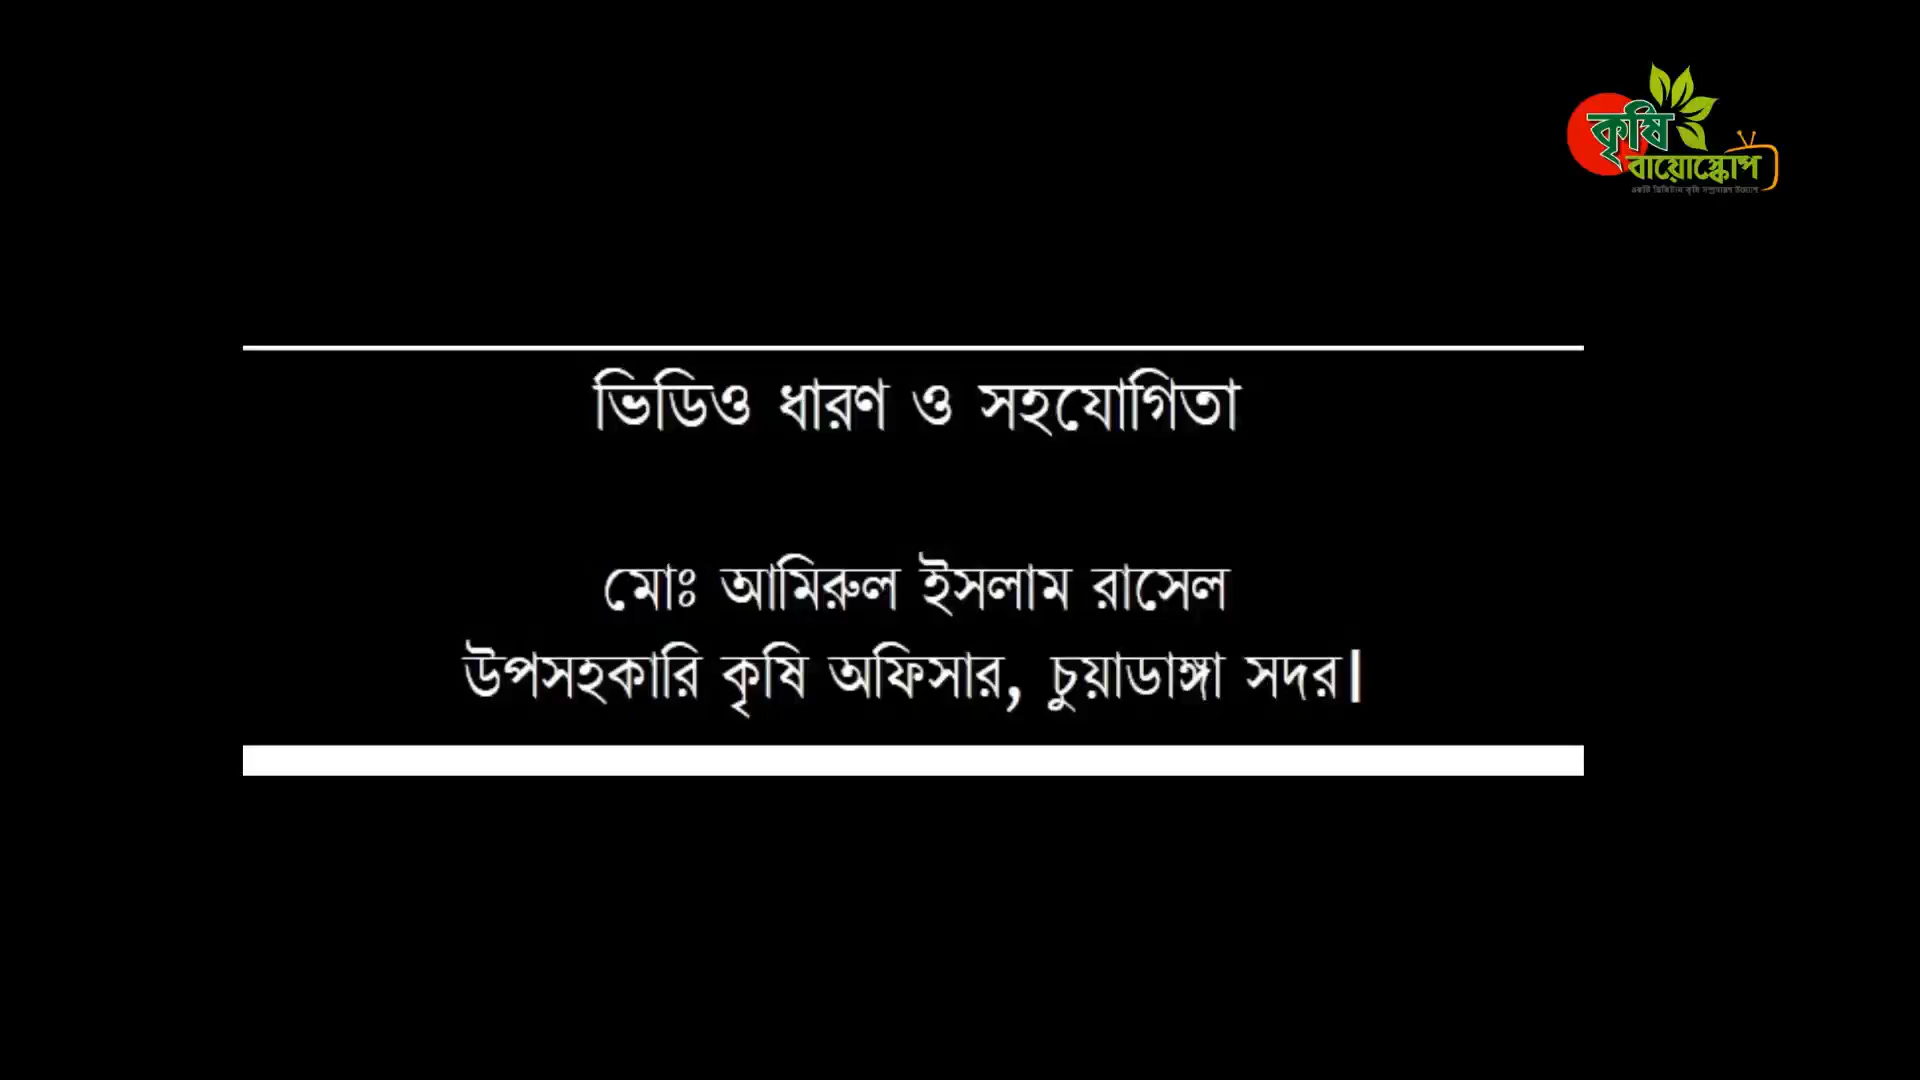 কৃষি
বায়োস্কোপ
ভিডিও ধারণ ও সহযোগিতা
মোঃ আমিরুল ইসলাম রাসেল
উপসহকারি কৃষি অফিসার, চুয়াডাঙ্গা সদর।